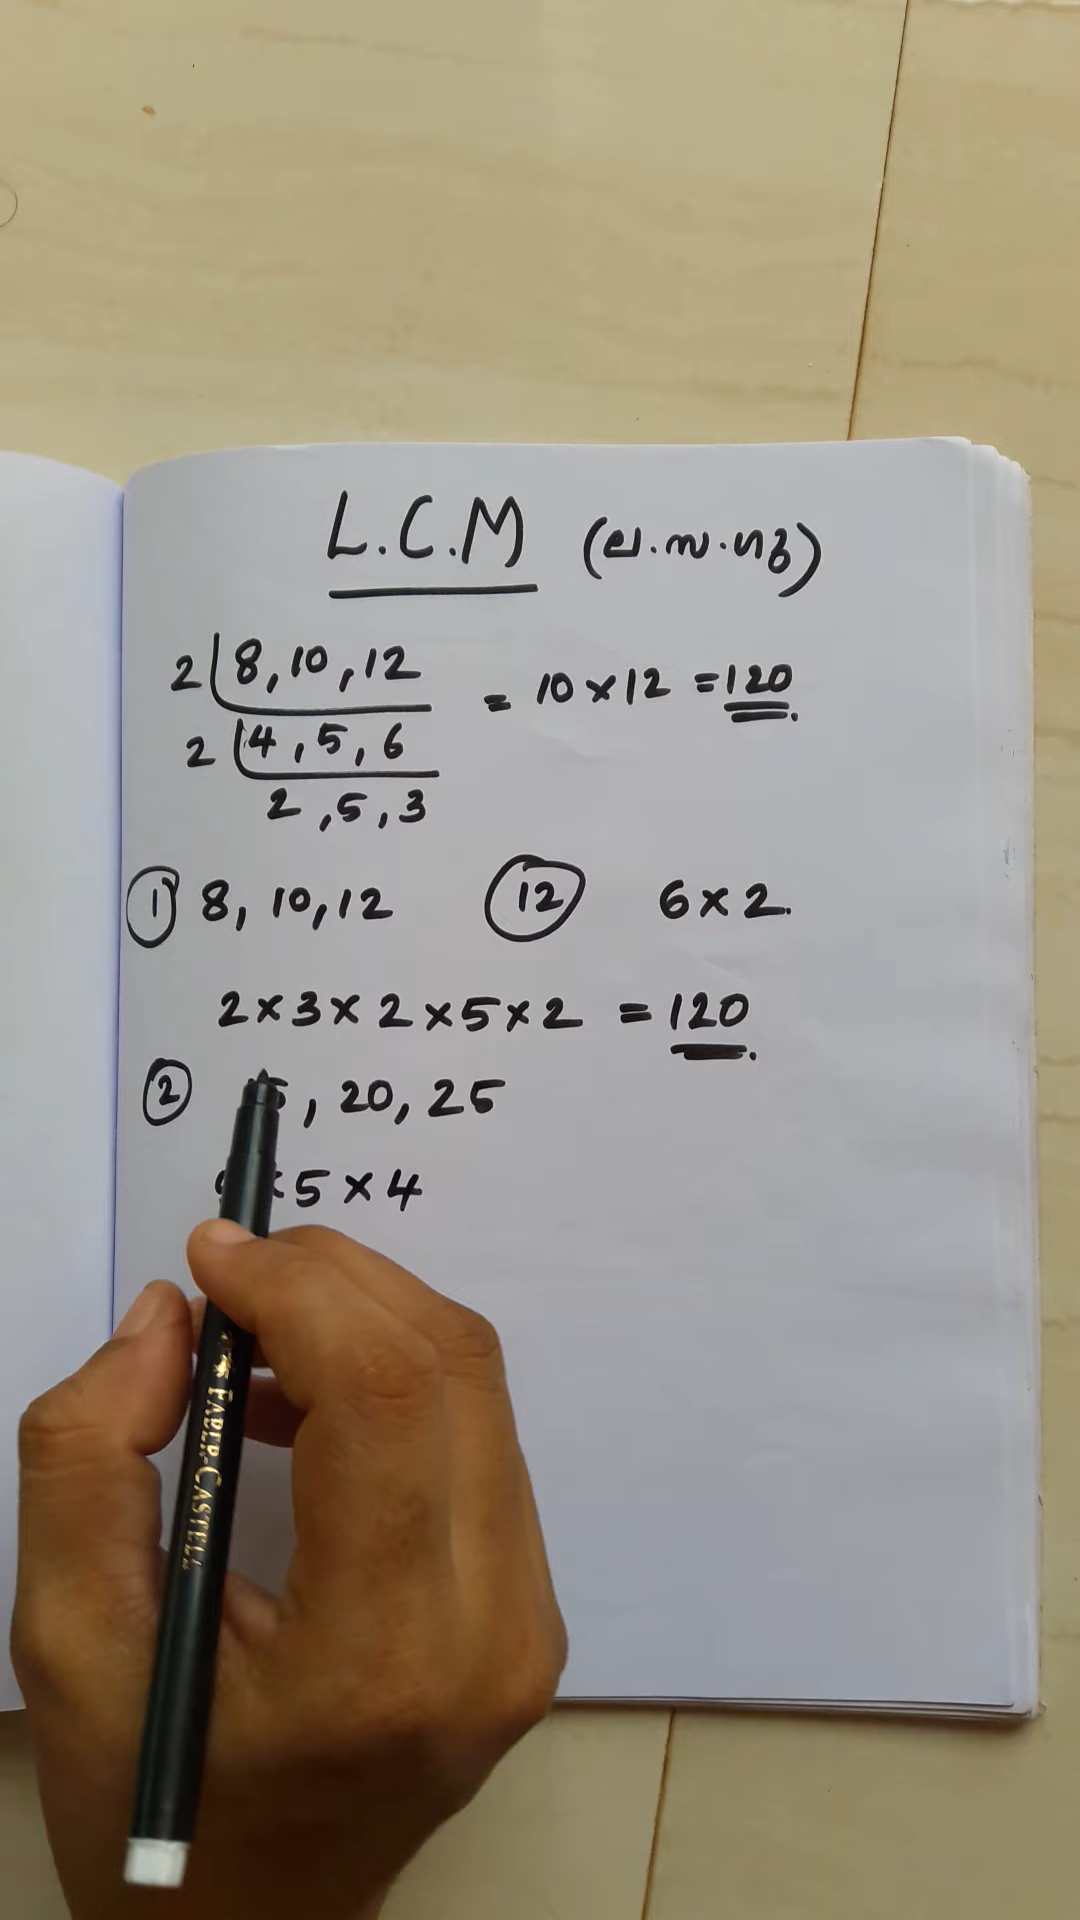 L.C.M (ല.സാ.ഗു)
2 8, 10, 12 = 10 × 12 = 120.
2 4, 5, 6
2, 5, 3
① 8, 10, 12 ⑫ 6 × 2.
2 × 3 × 2 × 5 × 2 = 120.
② 5, 20, 25
× 5 × 4
FABER-CASTELL